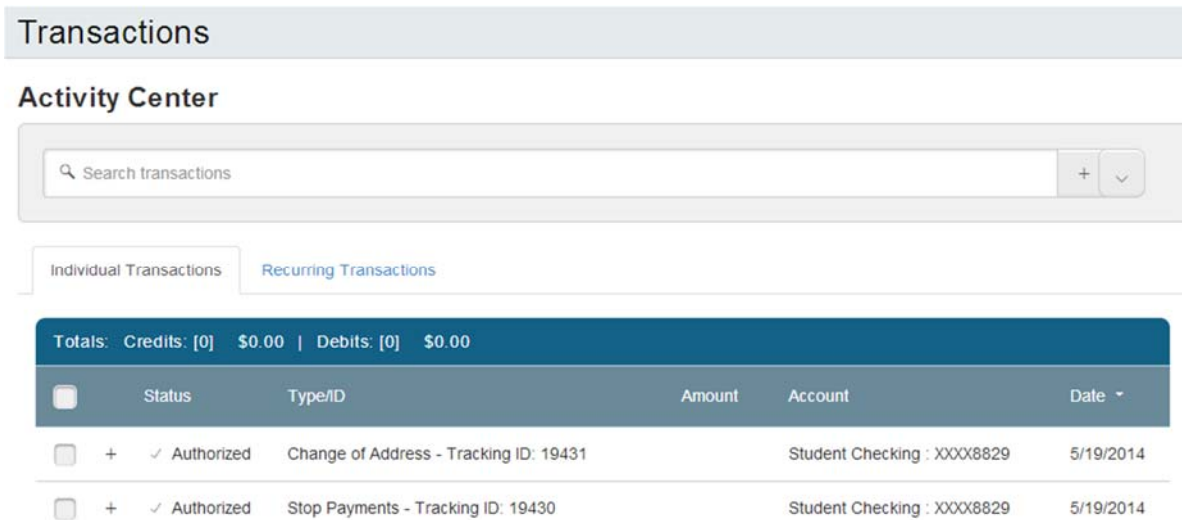 Transactions
Activity Center
Search transactions +
Individual Transactions Recurring Transactions
Totals: Credits: [0] $0.00 | Debits: [0] $0.00
Status Type/ID Amount Account Date
+ Authorized Change of Address - Tracking ID: 19431 Student Checking : XXXX8829 5/19/2014
+ Authorized Stop Payments - Tracking ID: 19430 Student Checking : XXXX8829 5/19/2014